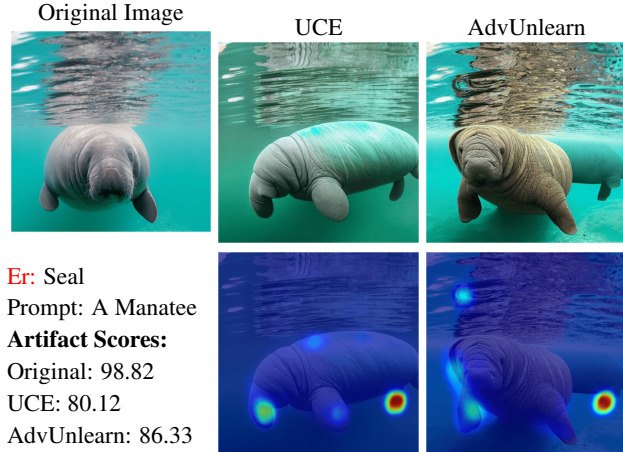 Original Image
UCE
AdvUnlearn
Er: Seal
Prompt: A Manatee
Artifact Scores:
Original: 98.82
UCE: 80.12
AdvUnlearn: 86.33